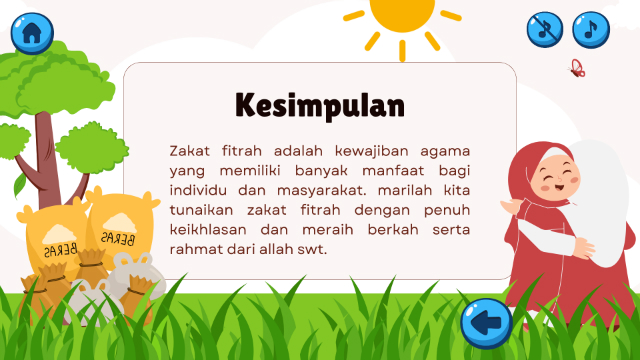 Kesimpulan
Zakat fitrah adalah kewajiban agama
yang memiliki banyak manfaat bagi
individu dan masyarakat. marilah kita
tunaikan zakat fitrah dengan penuh
keikhlasan dan meraih berkah serta
rahmat dari allah swt.
BERAS
BERAS